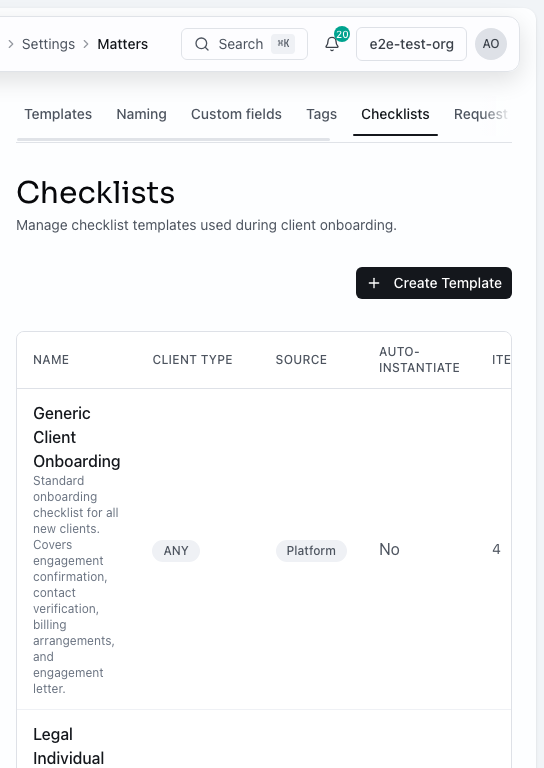 Settings > Matters Search ⌘K 20 e2e-test-org AO
Templates Naming Custom fields Tags Checklists Request
Checklists
Manage checklist templates used during client onboarding.
+ Create Template
NAME CLIENT TYPE SOURCE AUTO-
INSTANTIATE ITE
Generic
Client
Onboarding
Standard
onboarding
checklist for all
new clients.
Covers
engagement
confirmation,
contact
verification,
billing
arrangements,
and
engagement
letter.
ANY Platform No 4
Legal
Individual